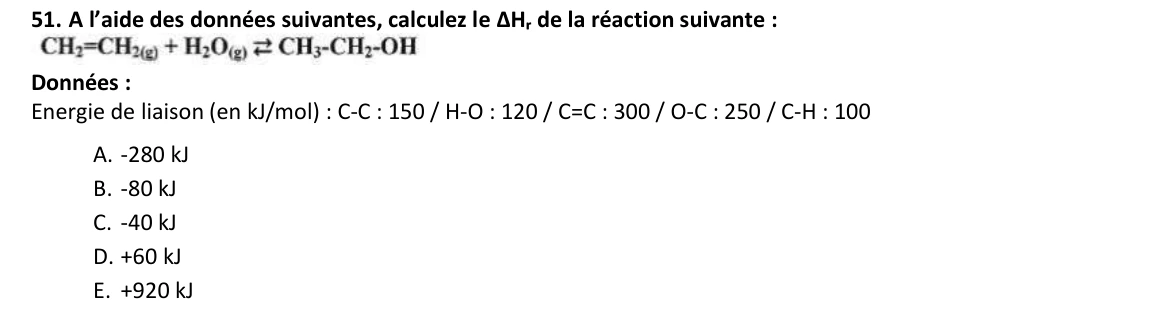 51. A l’aide des données suivantes, calculez le ΔHᵣ de la réaction suivante :
CH₂=CH₂₍g₎ + H₂O₍g₎ ⇄ CH₃-CH₂-OH
Données :
Energie de liaison (en kJ/mol) : C-C : 150 / H-O : 120 / C=C : 300 / O-C : 250 / C-H : 100
A. -280 kJ
B. -80 kJ
C. -40 kJ
D. +60 kJ
E. +920 kJ